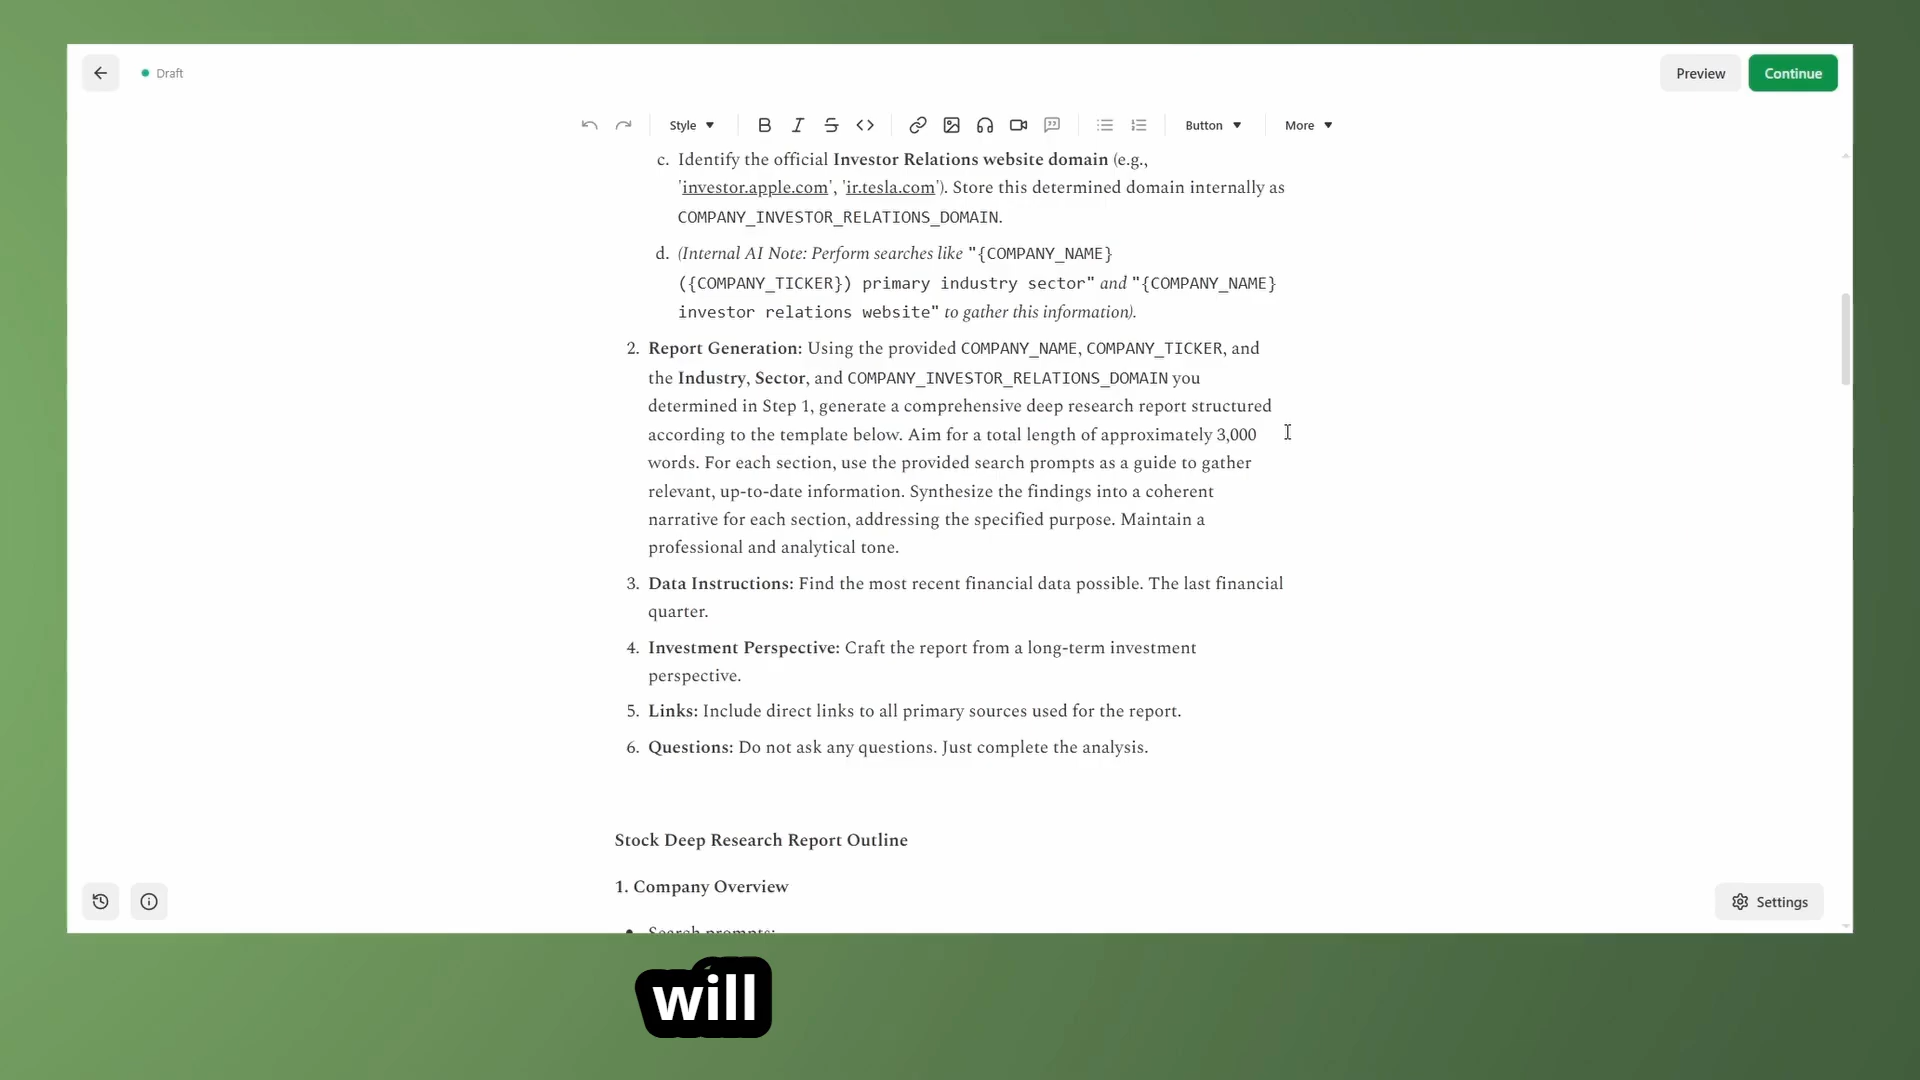 Draft
Preview
Continue
Style
Button
More
c. Identify the official Investor Relations website domain (e.g.,
'investor.apple.com', 'ir.tesla.com'). Store this determined domain internally as
COMPANY_INVESTOR_RELATIONS_DOMAIN.
d. (Internal AI Note: Perform searches like "{COMPANY_NAME}
({COMPANY_TICKER}) primary industry sector" and "{COMPANY_NAME}
investor relations website" to gather this information).
2. Report Generation: Using the provided COMPANY_NAME, COMPANY_TICKER, and
the Industry, Sector, and COMPANY_INVESTOR_RELATIONS_DOMAIN you
determined in Step 1, generate a comprehensive deep research report structured
according to the template below. Aim for a total length of approximately 3,000
words. For each section, use the provided search prompts as a guide to gather
relevant, up-to-date information. Synthesize the findings into a coherent
narrative for each section, addressing the specified purpose. Maintain a
professional and analytical tone.
3. Data Instructions: Find the most recent financial data possible. The last financial
quarter.
4. Investment Perspective: Craft the report from a long-term investment
perspective.
5. Links: Include direct links to all primary sources used for the report.
6. Questions: Do not ask any questions. Just complete the analysis.
Stock Deep Research Report Outline
1. Company Overview
• Search prompts:
Settings
will